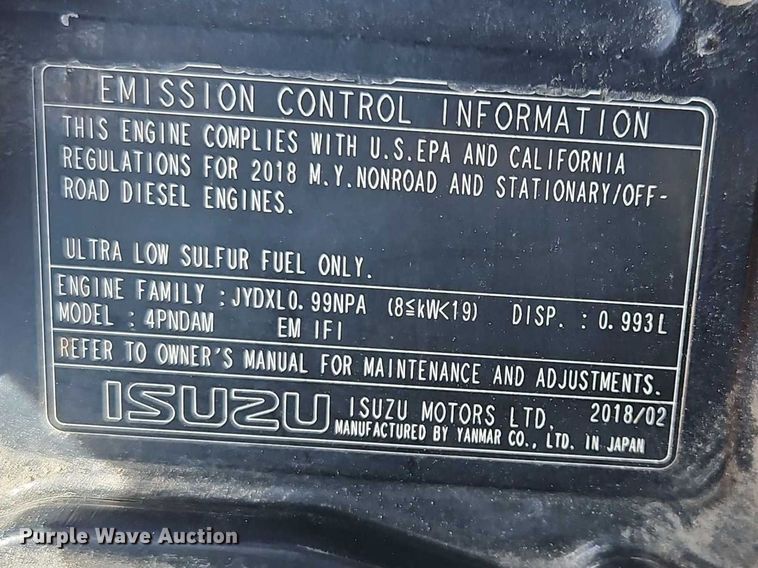 EMISSION CONTROL INFORMATION
THIS ENGINE COMPLIES WITH U.S.EPA AND CALIFORNIA
REGULATIONS FOR 2018 M.Y.NONROAD AND STATIONARY/OFF-
ROAD DIESEL ENGINES.
ULTRA LOW SULFUR FUEL ONLY.
ENGINE FAMILY : JYDXL0.99NPA (8≦kW<19) DISP. : 0.993L
MODEL : 4PNDAM EM IFI
REFER TO OWNER'S MANUAL FOR MAINTENANCE AND ADJUSTMENTS.
ISUZU ISUZU MOTORS LTD. 2018/02
MANUFACTURED BY YANMAR CO., LTD. IN JAPAN
Purple Wave Auction